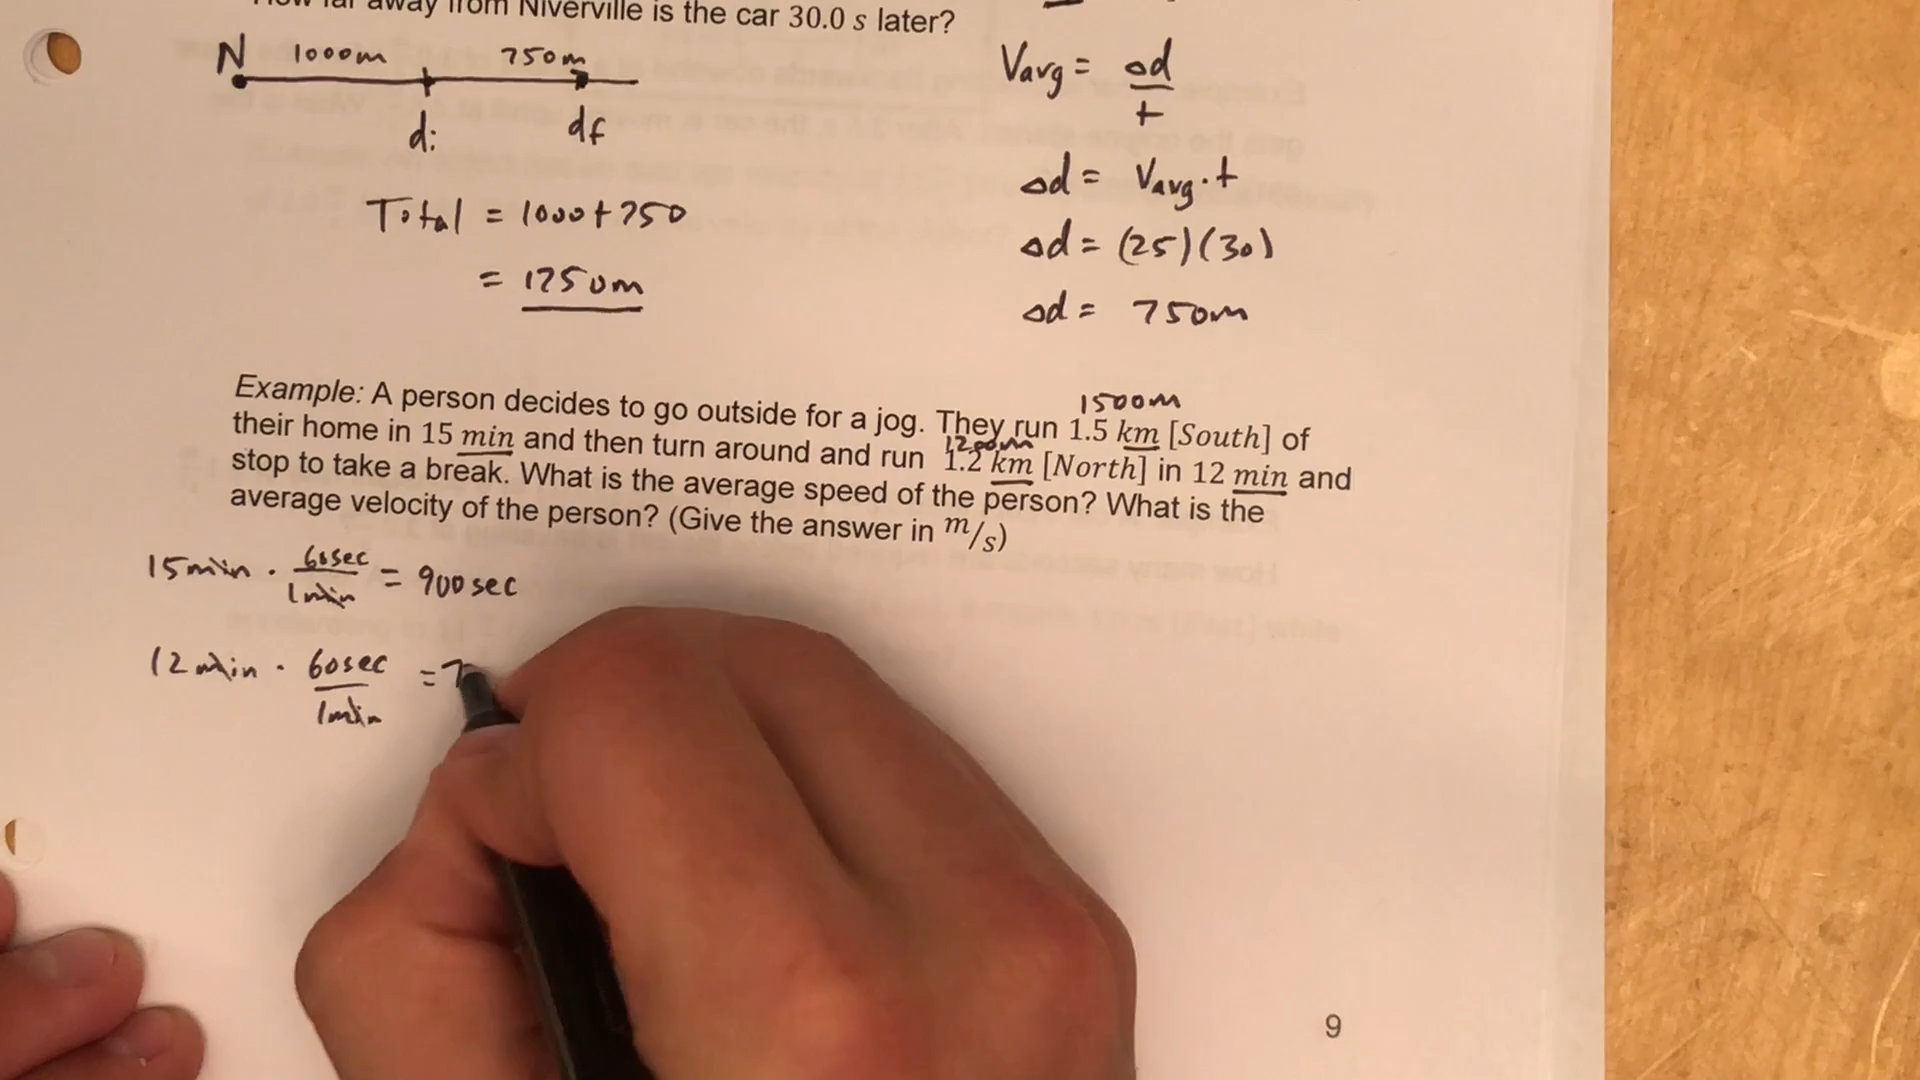 How far away from Niverville is the car 30.0 s later?
N 1000m 750m
di df
Total = 1000+750
= 1750m
Vavg = Δd
t
Δd = Vavg · t
Δd = (25)(30)
Δd = 750m
1500m
Example: A person decides to go outside for a jog. They run 1.5 km [South] of
1200m
their home in 15 min and then turn around and run 1.2 km [North] in 12 min and
stop to take a break. What is the average speed of the person? What is the
average velocity of the person? (Give the answer in m/s)
15min · 60sec = 900sec
1min
12min · 60sec = 7
1min
9